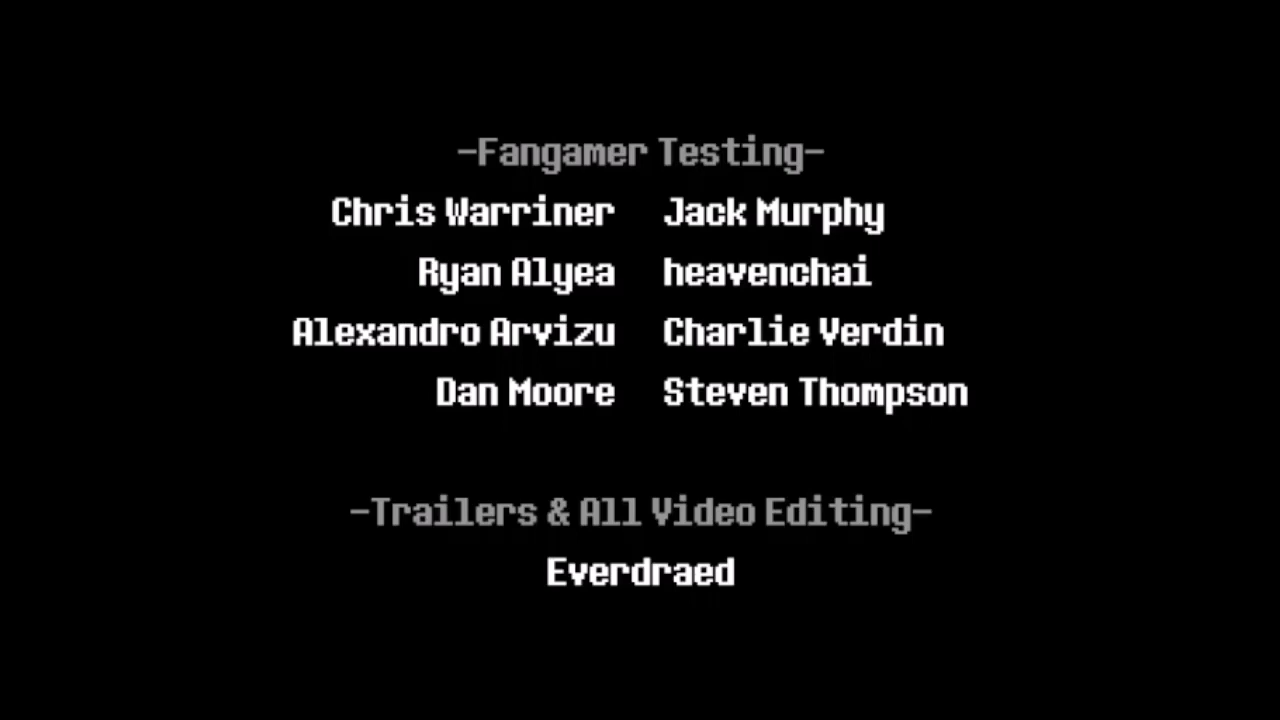 -Fangamer Testing-
Chris Warriner Jack Murphy
Ryan Alyea heavenchai
Alexandro Arvizu Charlie Verdin
Dan Moore Steven Thompson
-Trailers & All Video Editing-
Everdraed